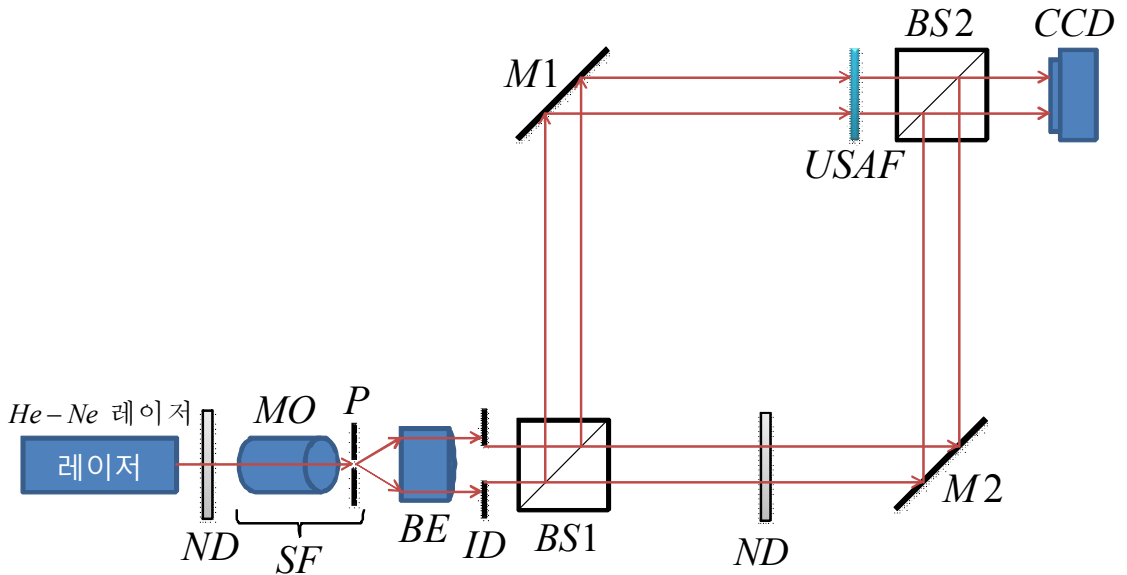 BS2
CCD
M1
USAF
He-Ne 레이저
MO
P
레이저
ND
SF
BE
ID
BS1
ND
M2